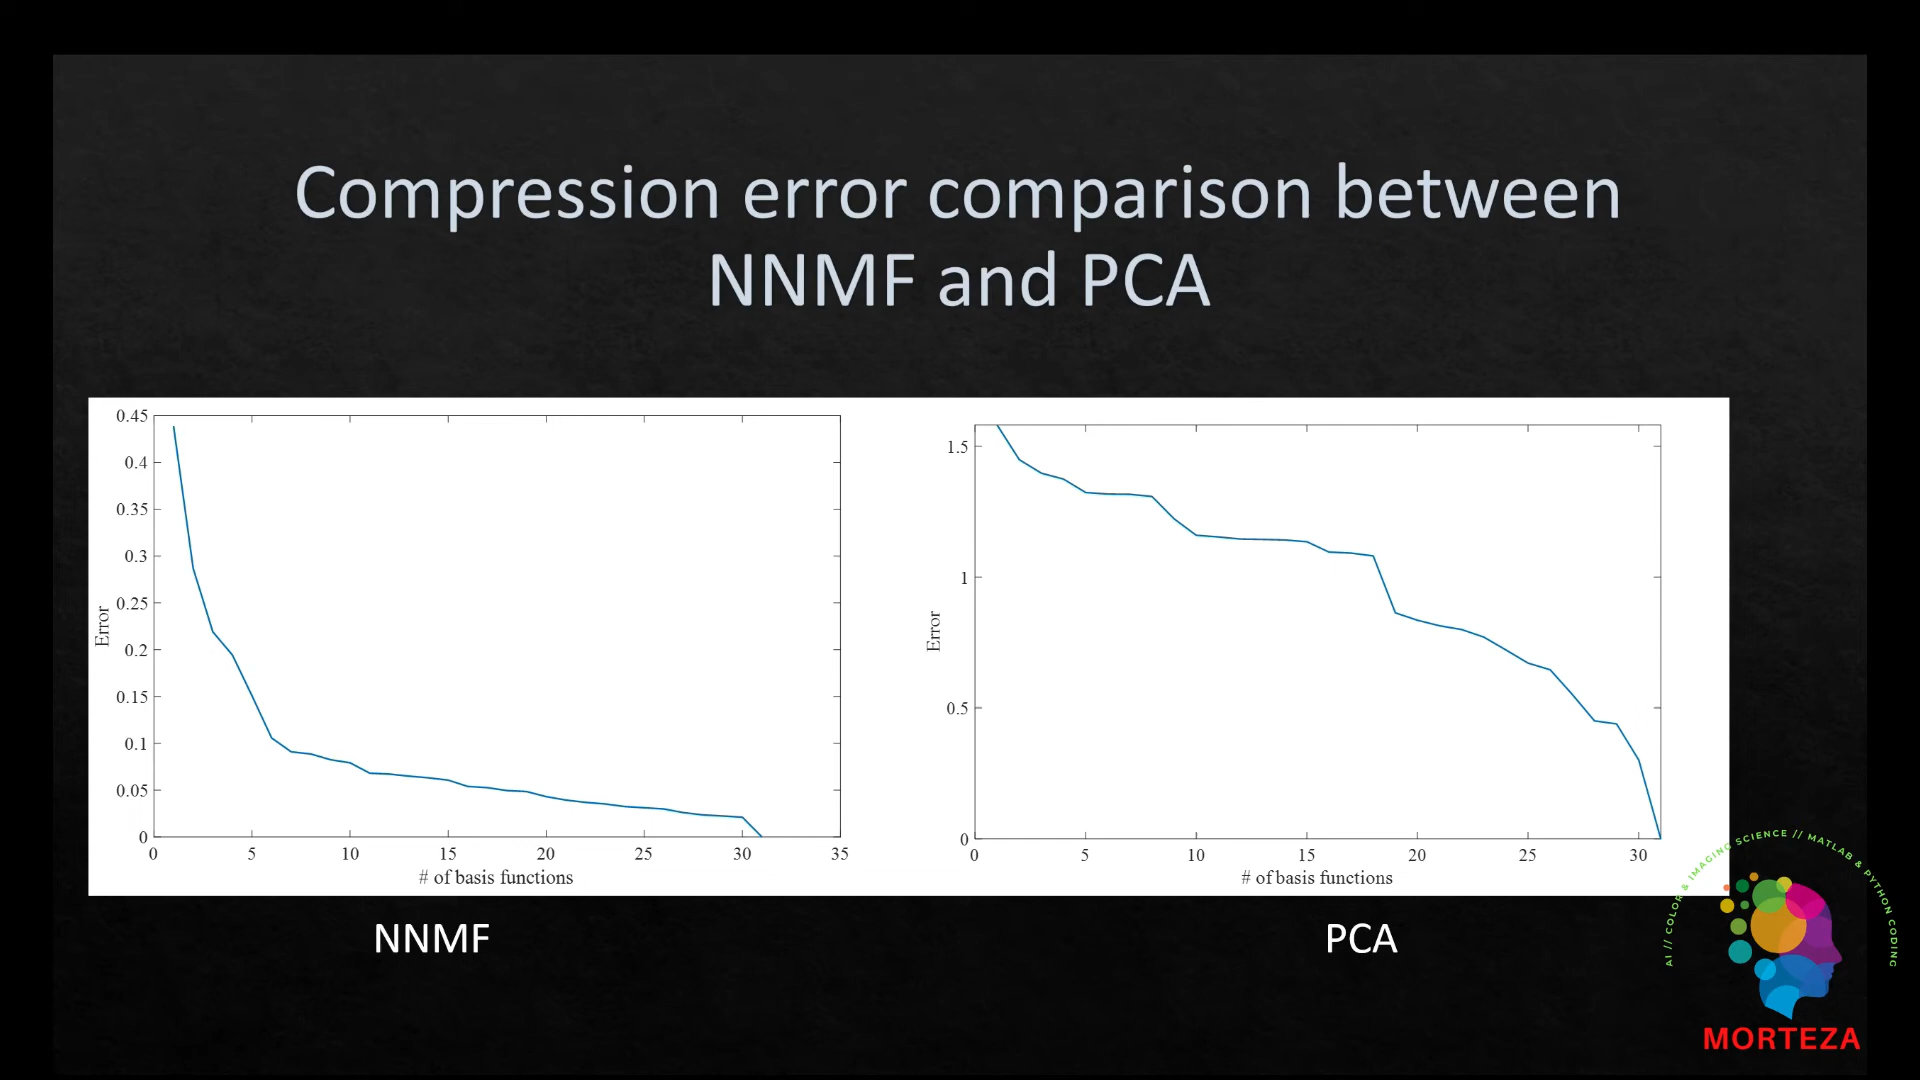 Compression error comparison between
NNMF and PCA
0.45
0.4
0.35
0.3
0.25
0.2
0.15
0.1
0.05
0
Error
0 5 10 15 20 25 30 35
# of basis functions
1.5
1
0.5
0
Error
0 5 10 15 20 25 30
# of basis functions
NNMF
PCA
AI // COLOR & IMAGING SCIENCE // MATLAB & PYTHON CODING
MORTEZA